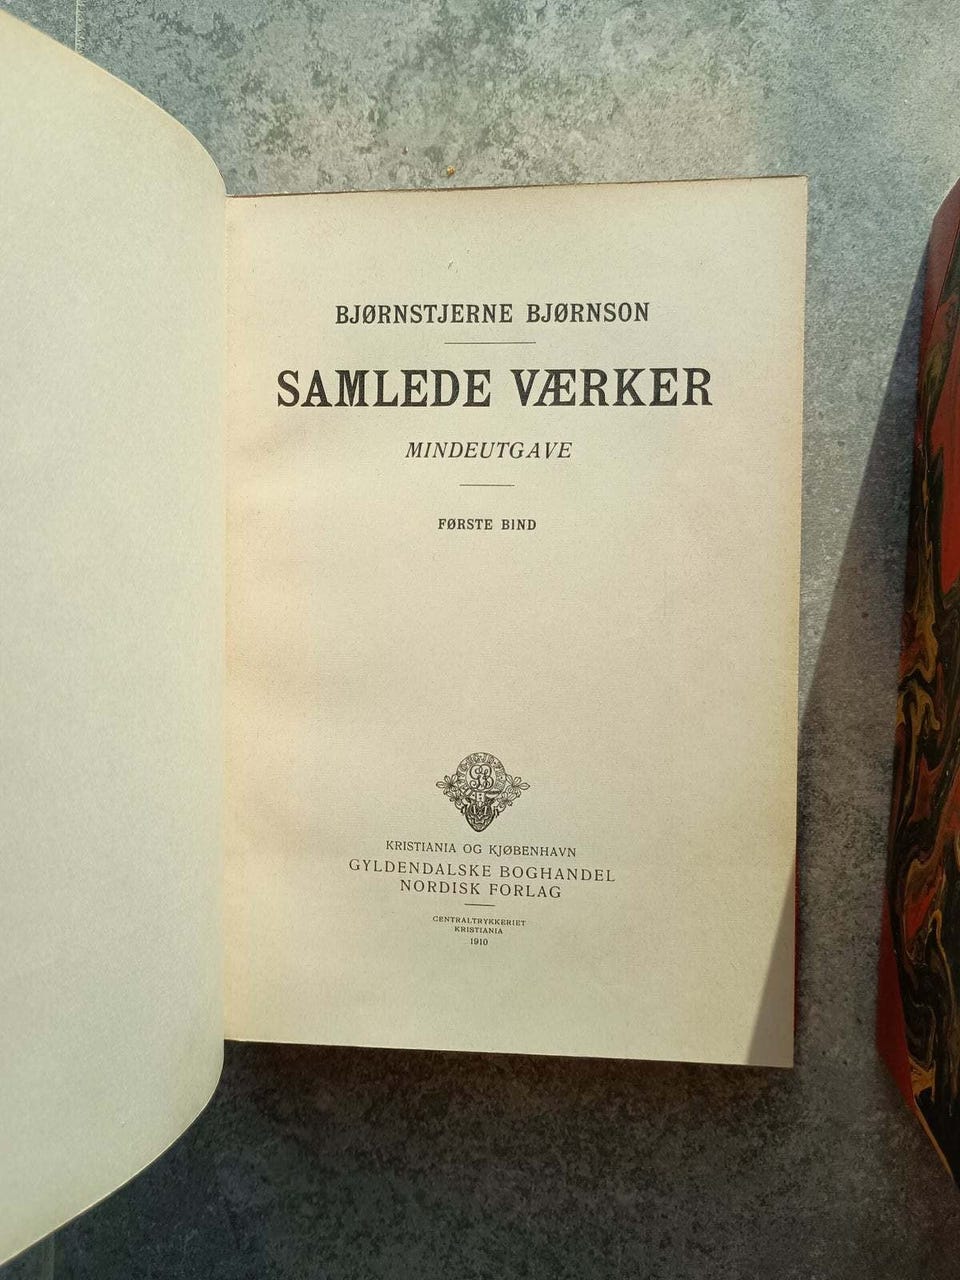 BJØRNSTJERNE BJØRNSON
SAMLEDE VÆRKER
MINDEUTGAVE
FØRSTE BIND
KRISTIANIA OG KJØBENHAVN
GYLDENDALSKE BOGHANDEL
NORDISK FORLAG
CENTRALTRYKKERIET
KRISTIANIA
1910